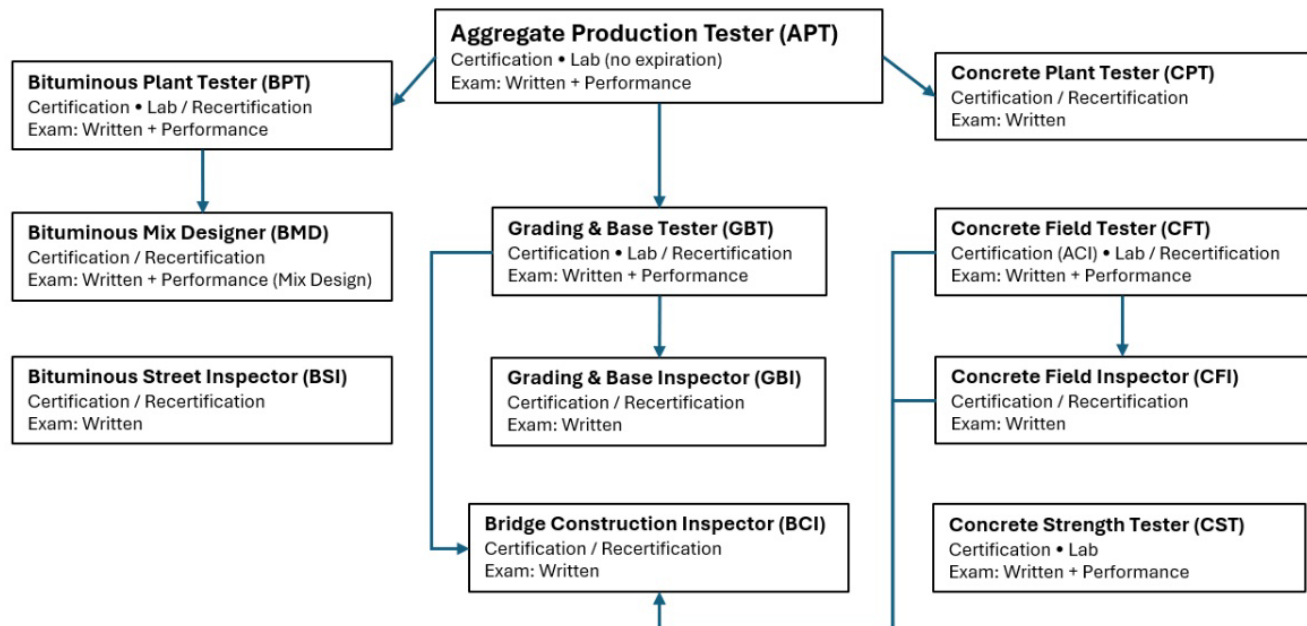 Aggregate Production Tester (APT)
Certification • Lab (no expiration)
Exam: Written + Performance
Bituminous Plant Tester (BPT)
Certification • Lab / Recertification
Exam: Written + Performance
Concrete Plant Tester (CPT)
Certification / Recertification
Exam: Written
Bituminous Mix Designer (BMD)
Certification / Recertification
Exam: Written + Performance (Mix Design)
Grading & Base Tester (GBT)
Certification • Lab / Recertification
Exam: Written + Performance
Concrete Field Tester (CFT)
Certification (ACI) • Lab / Recertification
Exam: Written + Performance
Bituminous Street Inspector (BSI)
Certification / Recertification
Exam: Written
Grading & Base Inspector (GBI)
Certification / Recertification
Exam: Written
Concrete Field Inspector (CFI)
Certification / Recertification
Exam: Written
Bridge Construction Inspector (BCI)
Certification / Recertification
Exam: Written
Concrete Strength Tester (CST)
Certification • Lab
Exam: Written + Performance